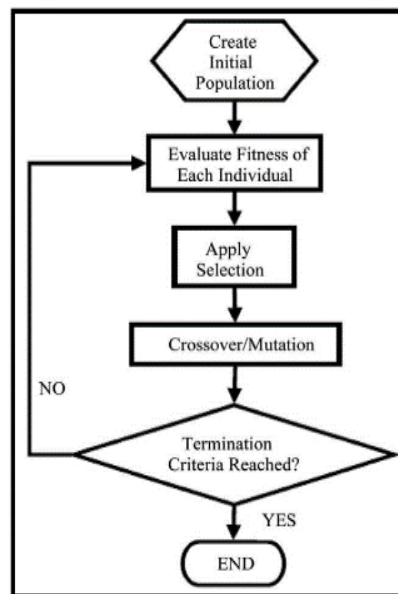 Create
Initial
Population
Evaluate Fitness of
Each Individual
Apply
Selection
Crossover/Mutation
NO
Termination
Criteria Reached?
YES
END